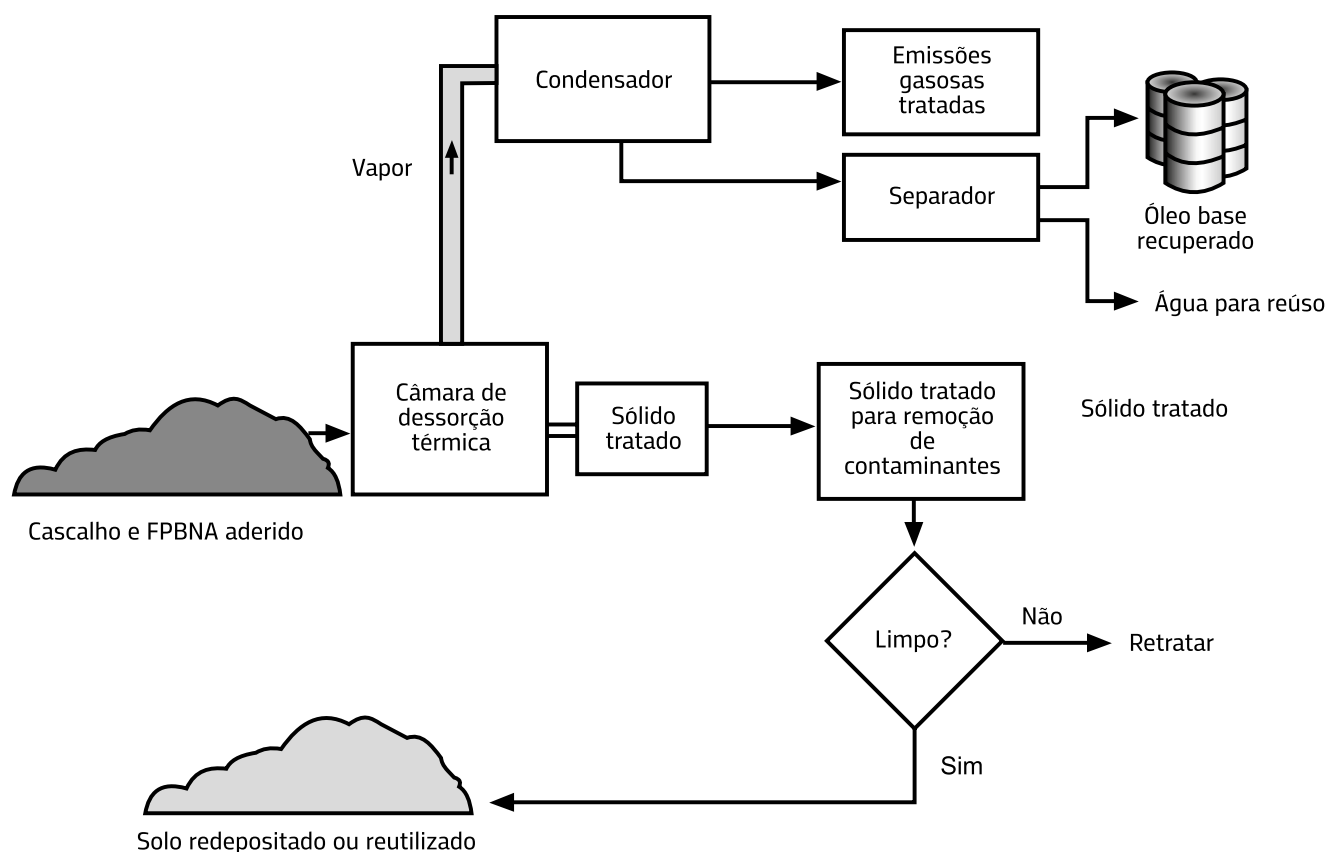 Condensador
Emissões
gasosas
tratadas
Vapor
Separador
Óleo base
recuperado
Água para reúso
Câmara de
dessorção
térmica
Sólido
tratado
Sólido tratado
para remoção
de
contaminantes
Sólido tratado
Cascalho e FPBNA aderido
Limpo?
Não
Retratar
Sim
Solo redepositado ou reutilizado